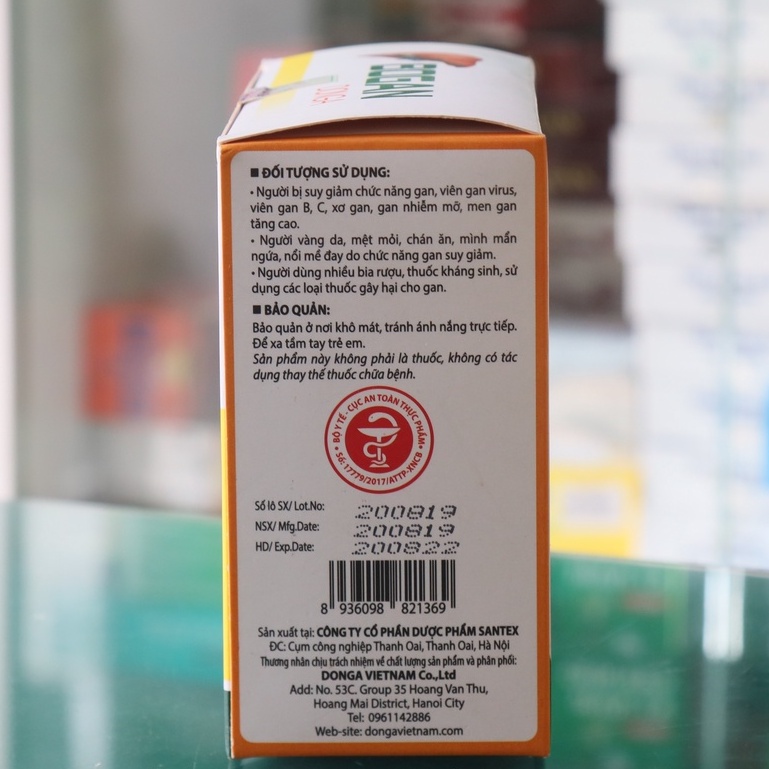 ■ ĐỐI TƯỢNG SỬ DỤNG:
• Người bị suy giảm chức năng gan, viên gan virus,
viên gan B, C, xơ gan, gan nhiễm mỡ, men gan
tăng cao.
• Người vàng da, mệt mỏi, chán ăn, mình mẩn
ngứa, nổi mề đay do chức năng gan suy giảm.
• Người dùng nhiều bia rượu, thuốc kháng sinh, sử
dụng các loại thuốc gây hại cho gan.
■ BẢO QUẢN:
Bảo quản ở nơi khô mát, tránh ánh nắng trực tiếp.
Để xa tầm tay trẻ em.
Sản phẩm này không phải là thuốc, không có tác
dụng thay thế thuốc chữa bệnh.
BỘ Y TẾ - CỤC AN TOÀN THỰC PHẨM
Số: 17779/2017/ATTP-XNCB
Số lô SX/ Lot.No: 200819
NSX/ Mfg.Date: 200819
HD/ Exp.Date: 200822
8 936098 821369
Sản xuất tại: CÔNG TY CỔ PHẦN DƯỢC PHẨM SANTEX
ĐC: Cụm công nghiệp Thanh Oai, Thanh Oai, Hà Nội
Thương nhân chịu trách nhiệm về chất lượng sản phẩm và phân phối:
DONGA VIETNAM Co.,Ltd
Add: No. 53C. Group 35 Hoang Van Thu,
Hoang Mai District, Hanoi City
Tel: 0961142886
Web-site: dongavietnam.com